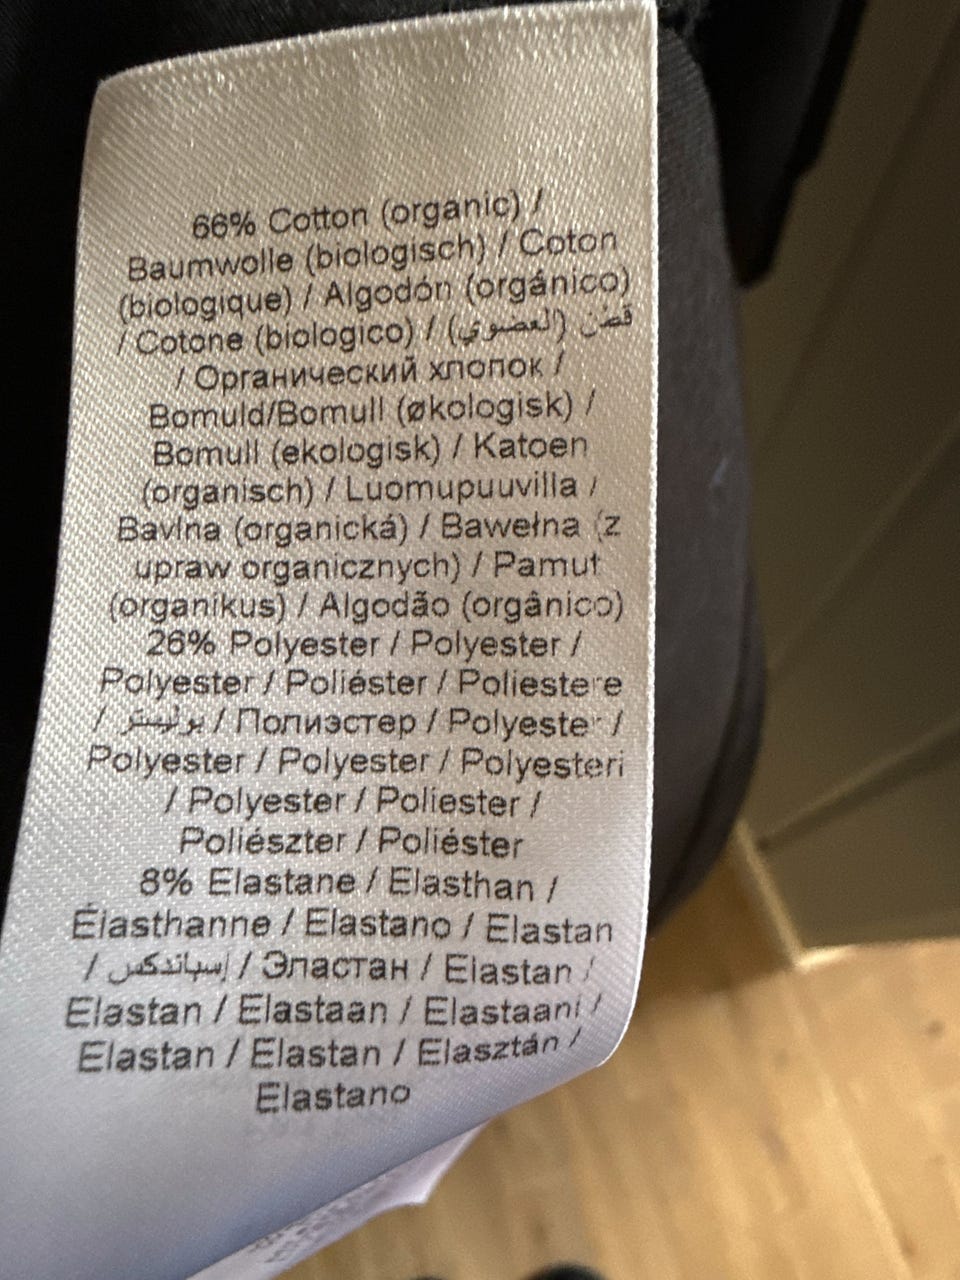 66% Cotton (organic) /
Baumwolle (biologisch) / Coton
(biologique) / Algodón (orgánico)
/ Cotone (biologico) / قطن (العضوي)
/ Органический хлопок /
Bomuld/Bomull (økologisk) /
Bomull (ekologisk) / Katoen
(organisch) / Luomupuuvilla /
Bavlna (organická) / Bawełna (z
upraw organicznych) / Pamut
(organikus) / Algodão (orgânico)
26% Polyester / Polyester /
Polyester / Poliéster / Poliestere
/ بوليستر / Полиэстер / Polyester /
Polyester / Polyester / Polyesteri
/ Polyester / Poliester /
Poliészter / Poliéster
8% Elastane / Elasthan /
Élasthanne / Elastano / Elastan
/ إسباندكس / Эластан / Elastan /
Elastan / Elastaan / Elastaani /
Elastan / Elastan / Elasztán /
Elastano